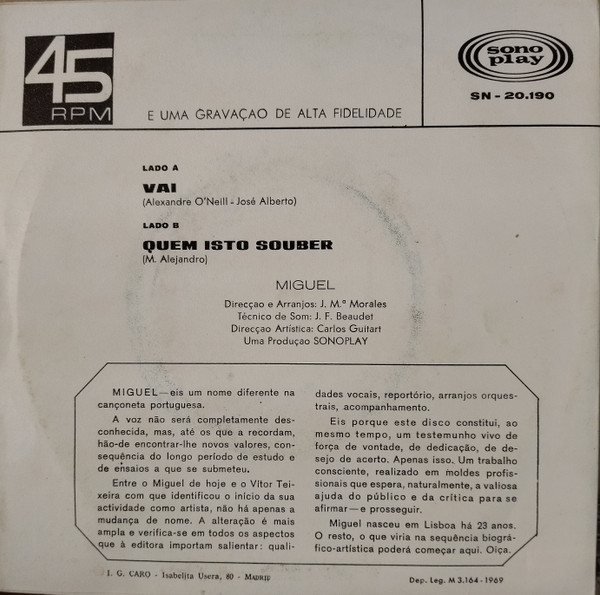 45
RPM
E UMA GRAVAÇAO DE ALTA FIDELIDADE
sono
play
SN - 20.190
LADO A
VAI
(Alexandre O'Neill - José Alberto)
LADO B
QUEM ISTO SOUBER
(M. Alejandro)
MIGUEL
Direcçao e Arranjos: J. M.ª Morales
Técnico de Som: J. F. Beaudet
Direcçao Artística: Carlos Guitart
Uma Produçao SONOPLAY
MIGUEL—eis um nome diferente na
cançoneta portuguesa.
A voz não será completamente des-
conhecida, mas, até os que a recordam,
hão-de encontrar-lhe novos valores, con-
sequência do longo período de estudo e
de ensaios a que se submeteu.
Entre o Miguel de hoje e o Vítor Tei-
xeira com que identificou o início da sua
actividade como artista, não há apenas a
mudança de nome. A alteração é mais
ampla e verifica-se em todos os aspectos
que à editora importam salientar: quali-
dades vocais, reportório, arranjos orques-
trais, acompanhamento.
Eis porque este disco constitui, ao
mesmo tempo, um testemunho vivo de
força de vontade, de dedicação, de de-
sejo de acerto. Apenas isso. Um trabalho
consciente, realizado em moldes profis-
sionais que espera, naturalmente, a valiosa
ajuda do público e da crítica para se
afirmar—e prosseguir.
Miguel nasceu em Lisboa há 23 anos.
O resto, o que viria na sequência biográ-
fico-artística poderá começar aqui. Oiça.
I. G. CARO - Isabelita Usera, 80 - MADRID
Dep. Leg. M 3.164 - 1969